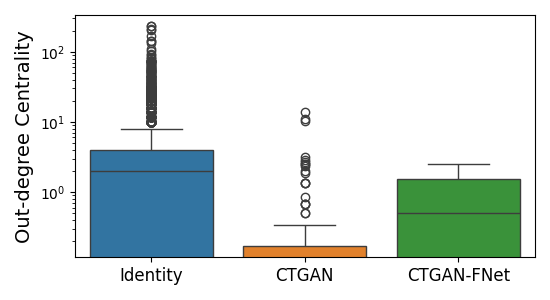 Out-degree Centrality
10²
10¹
10⁰
Identity
CTGAN
CTGAN-FNet